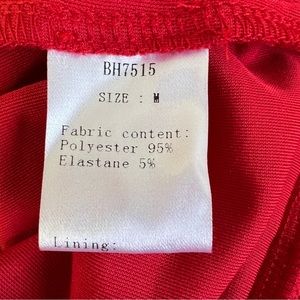 BH7515
SIZE : M
Fabric content:
Polyester 95%
Elastane 5%
Lining: